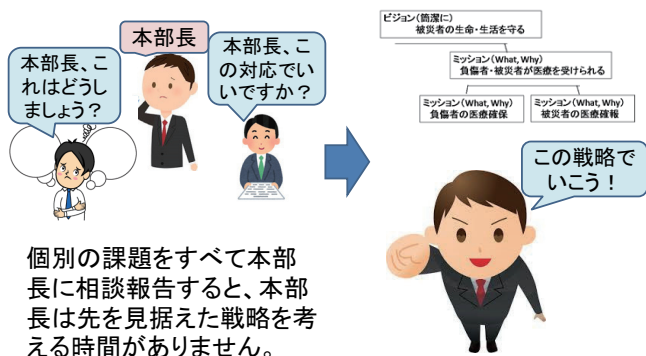 本部長
本部長、こ
れはどうし
ましょう？
本部長、こ
の対応でい
いですか？
ビジョン（簡潔に）
被災者の生命・生活を守る
ミッション（What, Why）
負傷者・被災者が医療を受けられる
ミッション（What, Why）
負傷者の医療確保
ミッション（What, Why）
被災者の医療確報
この戦略で
いこう！
個別の課題をすべて本部
長に相談報告すると、本部
長は先を見据えた戦略を考
える時間がありません。